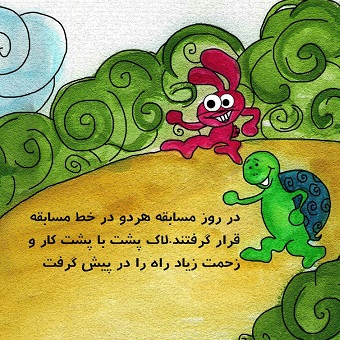 در روز مسابقه هردو در خط مسابقه
قرار گرفتند.لاک پشت با پشت کار و
زحمت زیاد راه را در پیش گرفت